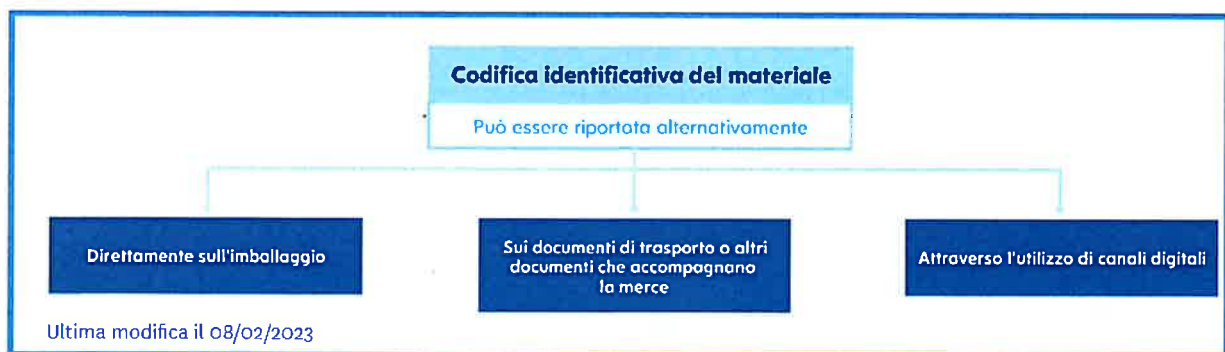 Codifica identificativa del materiale
Può essere riportata alternativamente
Direttamente sull'imballaggio
Sui documenti di trasporto o altri
documenti che accompagnano
la merce
Attraverso l'utilizzo di canali digitali
Ultima modifica il 08/02/2023